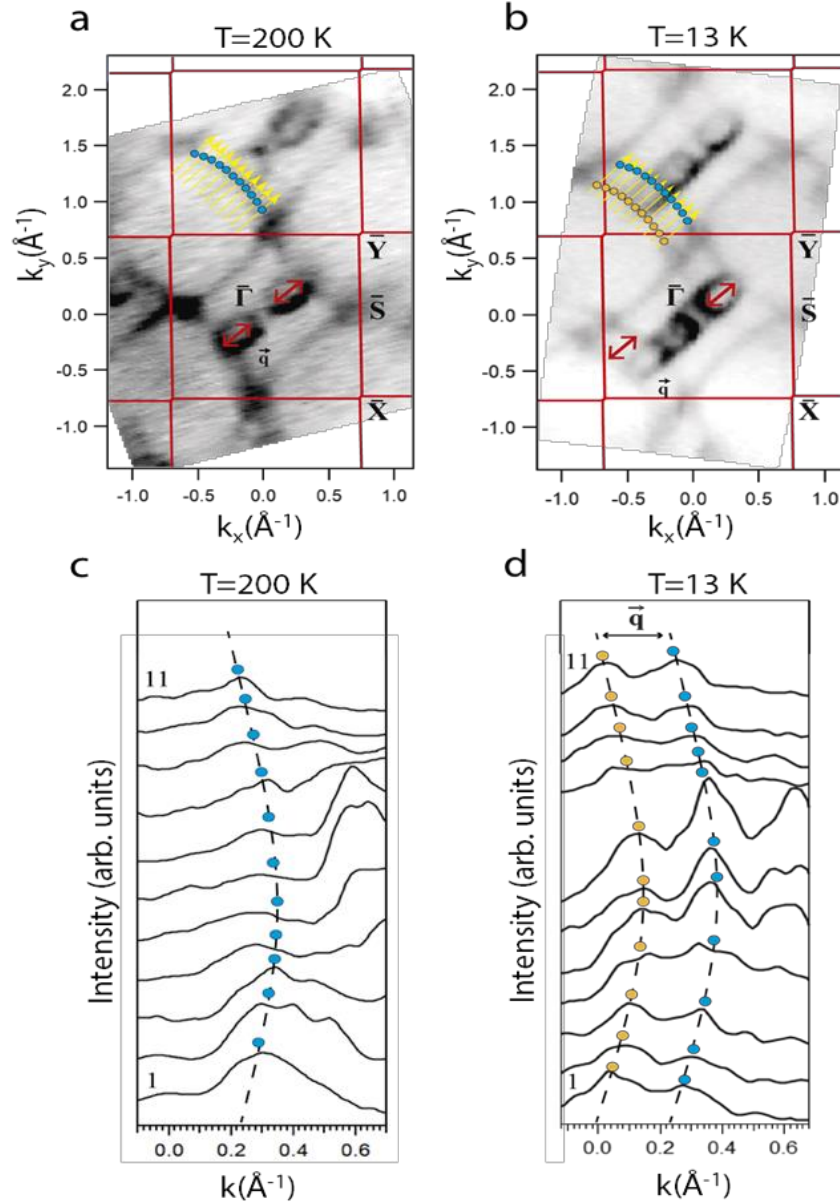 a
T=200 K
2.0
1.5
1.0
0.5
0.0
-0.5
-1.0
k_y(Å⁻¹)
Γ̅
Y̅
S̅
X̅
q⃗
-1.0 -0.5 0.0 0.5 1.0
k_x(Å⁻¹)
b
T=13 K
2.0
1.5
1.0
0.5
0.0
-0.5
-1.0
k_y(Å⁻¹)
Γ̅
Y̅
S̅
X̅
q⃗
-1.0 -0.5 0.0 0.5 1.0
k_x(Å⁻¹)
c
T=200 K
11
1
Intensity (arb. units)
0.0 0.2 0.4 0.6
k(Å⁻¹)
d
T=13 K
q⃗
11
1
Intensity (arb. units)
0.0 0.2 0.4 0.6
k(Å⁻¹)